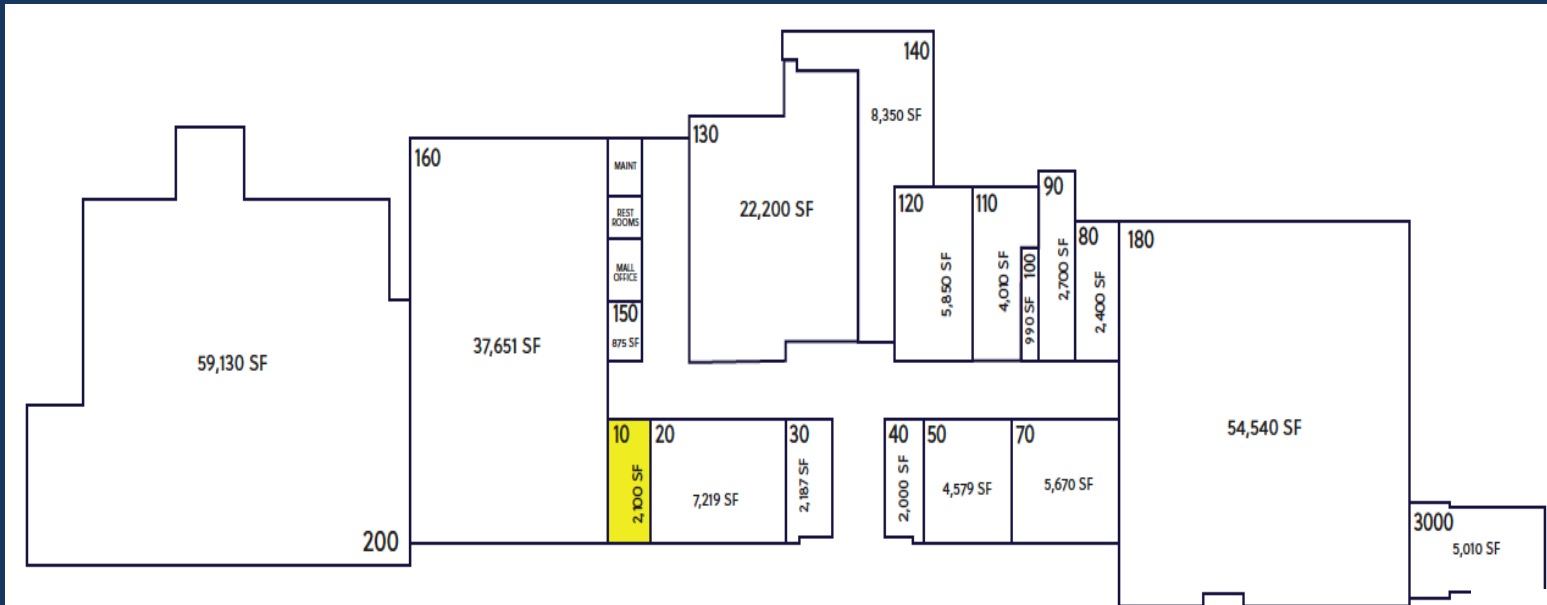 140
8,350 SF
130
22,200 SF
160
37,651 SF
MAINT
REST
ROOMS
MALL
OFFICE
150
875 SF
59,130 SF
200
120
5,850 SF
110
4,010 SF
100
990 SF
90
2,700 SF
80
2,400 SF
180
54,540 SF
10
2,100 SF
20
7,219 SF
30
2,187 SF
40
2,000 SF
50
4,579 SF
70
5,670 SF
3000
5,010 SF